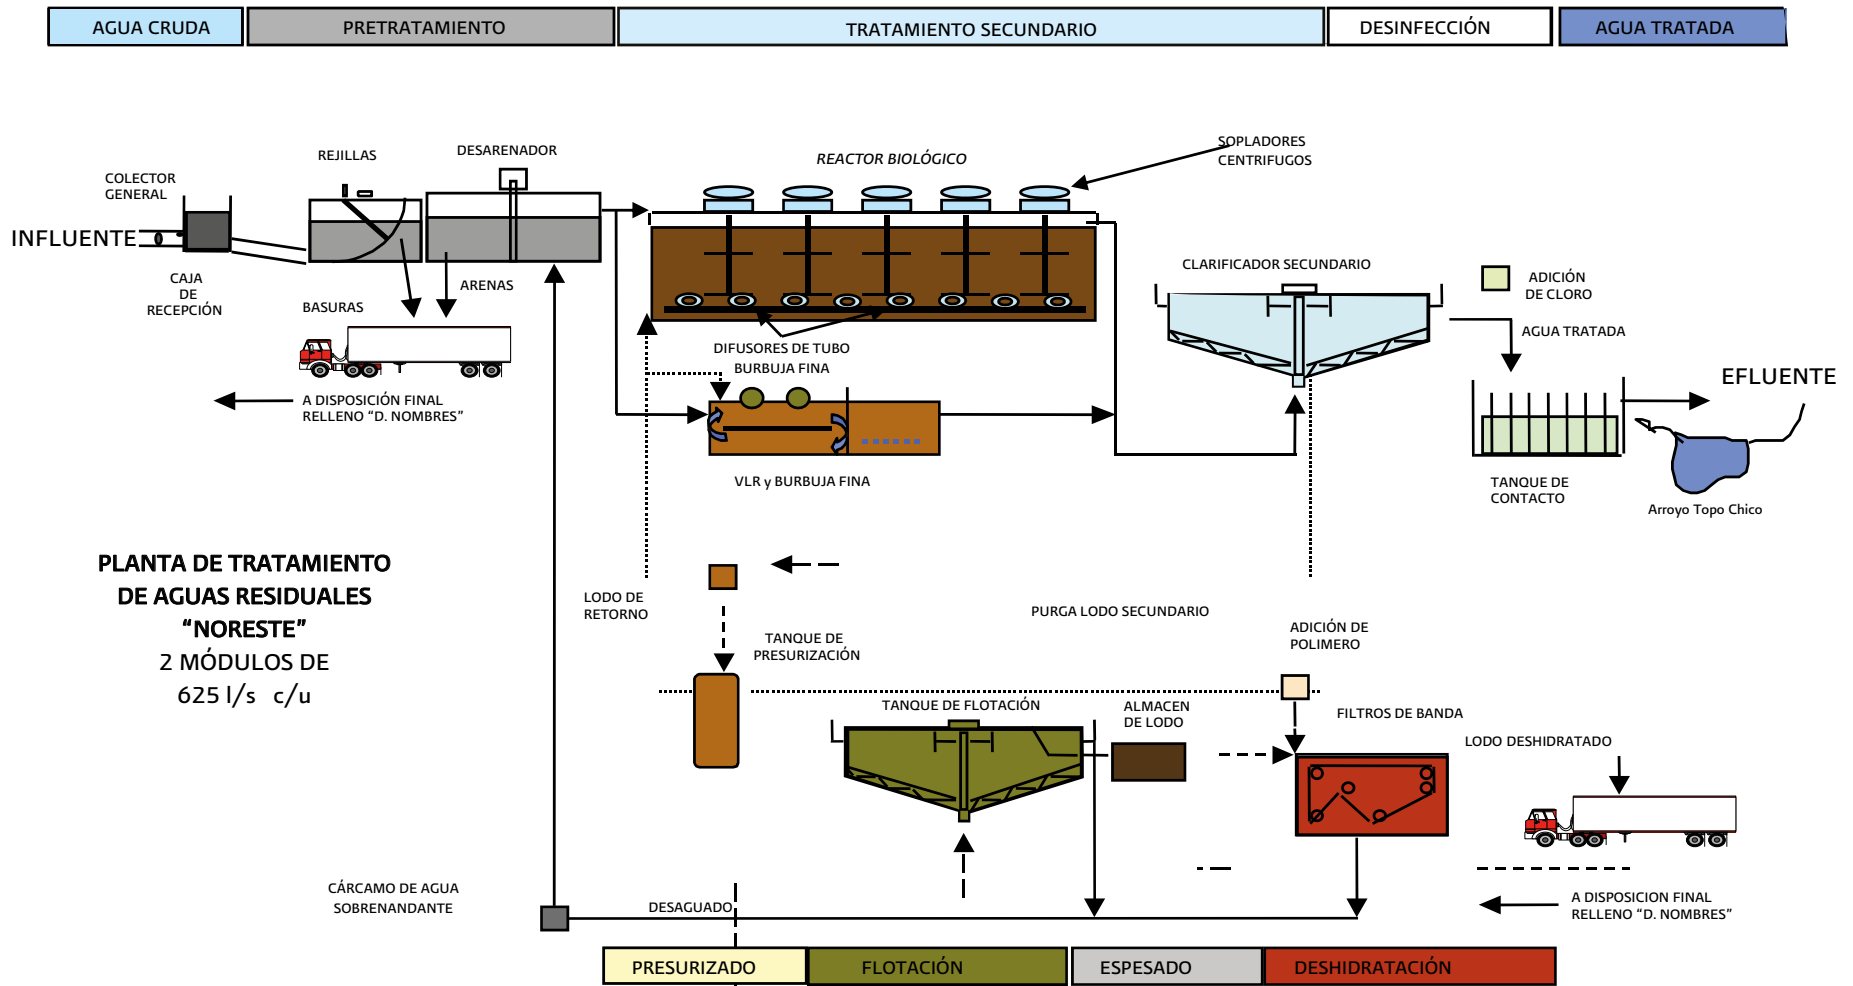 AGUA CRUDA
PRETRATAMIENTO
TRATAMIENTO SECUNDARIO
DESINFECCIÓN
AGUA TRATADA
COLECTOR
GENERAL
REJILLAS
DESARENADOR
REACTOR BIOLÓGICO
SOPLADORES
CENTRIFUGOS
INFLUENTE
CAJA
DE
RECEPCIÓN
BASURAS
ARENAS
A DISPOSICIÓN FINAL
RELLENO “D. NOMBRES”
DIFUSORES DE TUBO
BURBUJA FINA
VLR y BURBUJA FINA
CLARIFICADOR SECUNDARIO
ADICIÓN
DE CLORO
AGUA TRATADA
EFLUENTE
TANQUE DE
CONTACTO
Arroyo Topo Chico
PLANTA DE TRATAMIENTO
DE AGUAS RESIDUALES
“NORESTE”
2 MÓDULOS DE
625 l/s c/u
LODO DE
RETORNO
TANQUE DE
PRESURIZACIÓN
PURGA LODO SECUNDARIO
ADICIÓN DE
POLIMERO
TANQUE DE FLOTACIÓN
ALMACEN
DE LODO
FILTROS DE BANDA
LODO DESHIDRATADO
CÁRCAMO DE AGUA
SOBRENANDANTE
DESAGUADO
A DISPOSICION FINAL
RELLENO “D. NOMBRES”
PRESURIZADO
FLOTACIÓN
ESPESADO
DESHIDRATACIÓN